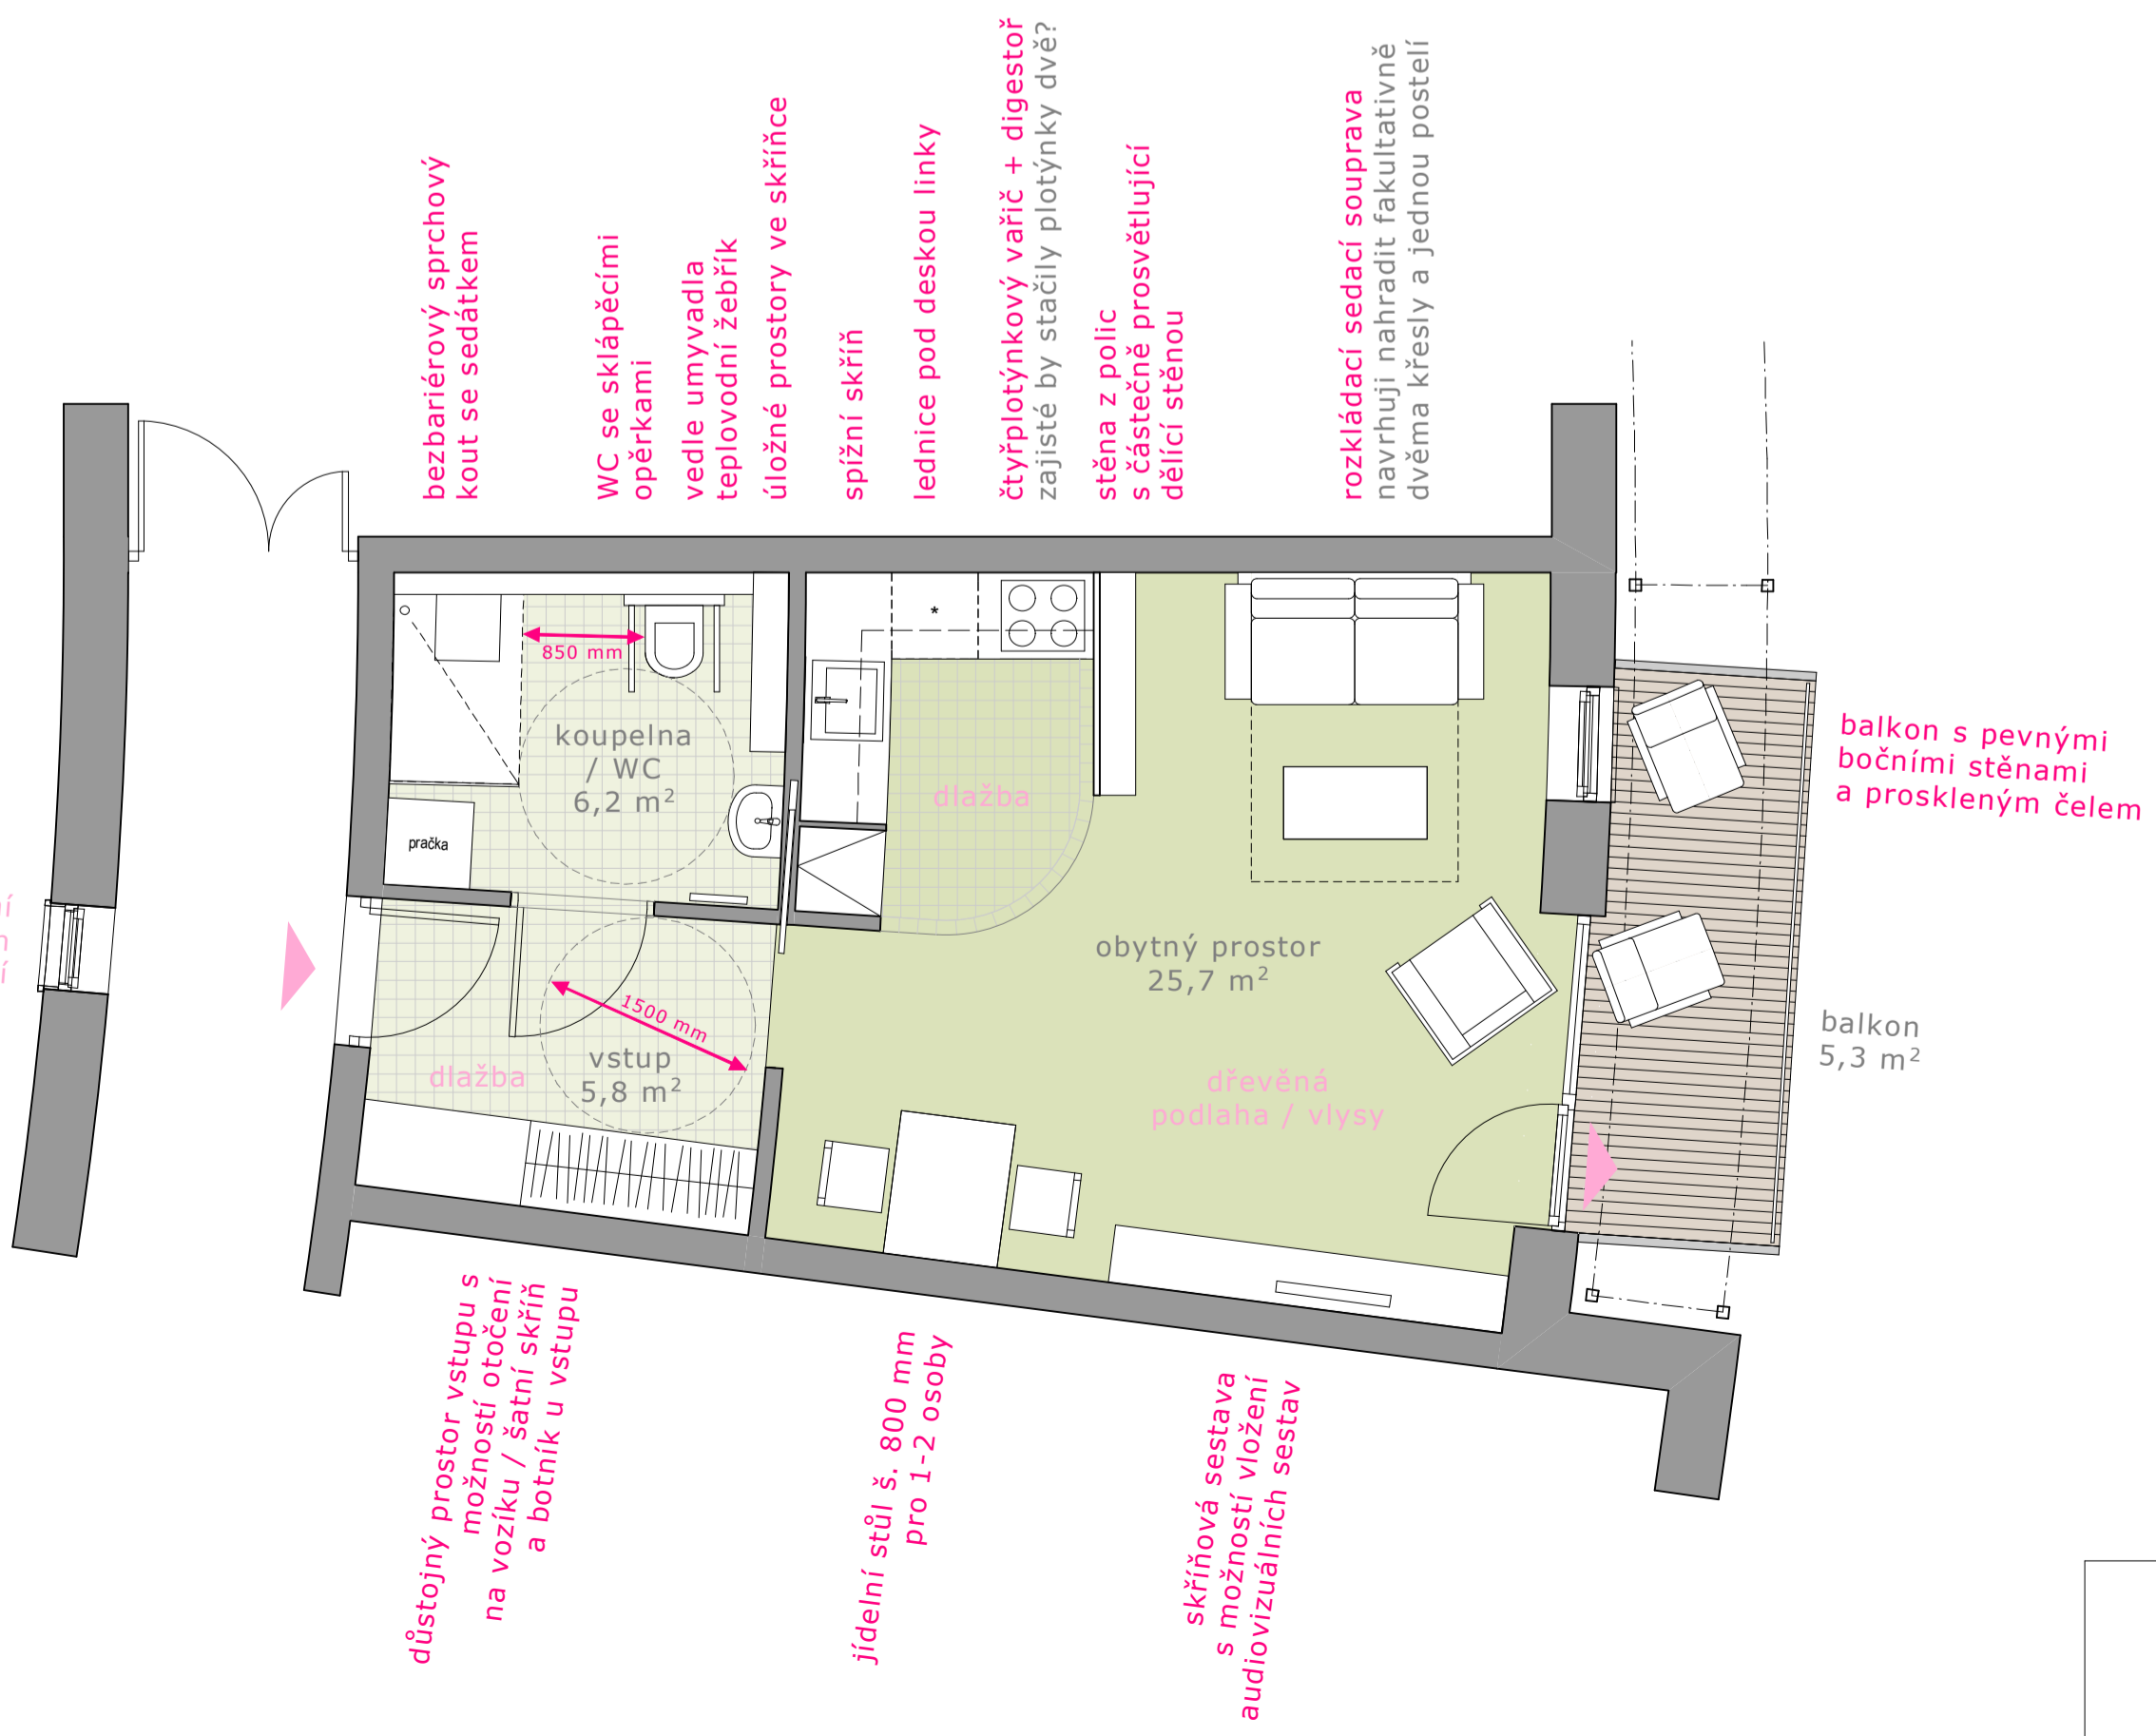 bezbariérový sprchový
kout se sedátkem
WC se sklápěcími
opěrkami
vedle umyvadla
teplovodní žebřík
úložné prostory ve skříňce
spížní skříň
lednice pod deskou linky
čtyřplotýnkový vařič + digestoř
zajisté by stačily plotýnky dvě?
stěna z polic
s částečně prosvětlující
dělící stěnou
rozkládací sedací souprava
navrhuji nahradit fakultativně
dvěma křesly a jednou postelí
850 mm
koupelna
/ WC
6,2 m²
pračka
*
dlažba
balkon s pevnými
bočními stěnami
a proskleným čelem
obytný prostor
25,7 m²
balkon
5,3 m²
1500 mm
vstup
5,8 m²
dlažba
dřevěná
podlaha / vlysy
důstojný prostor vstupu s
možností otočení
na vozíku / šatní skříň
a botník u vstupu
jídelní stůl š. 800 mm
pro 1-2 osoby
skříňová sestava
s možností vložení
audiovizuálních sestav